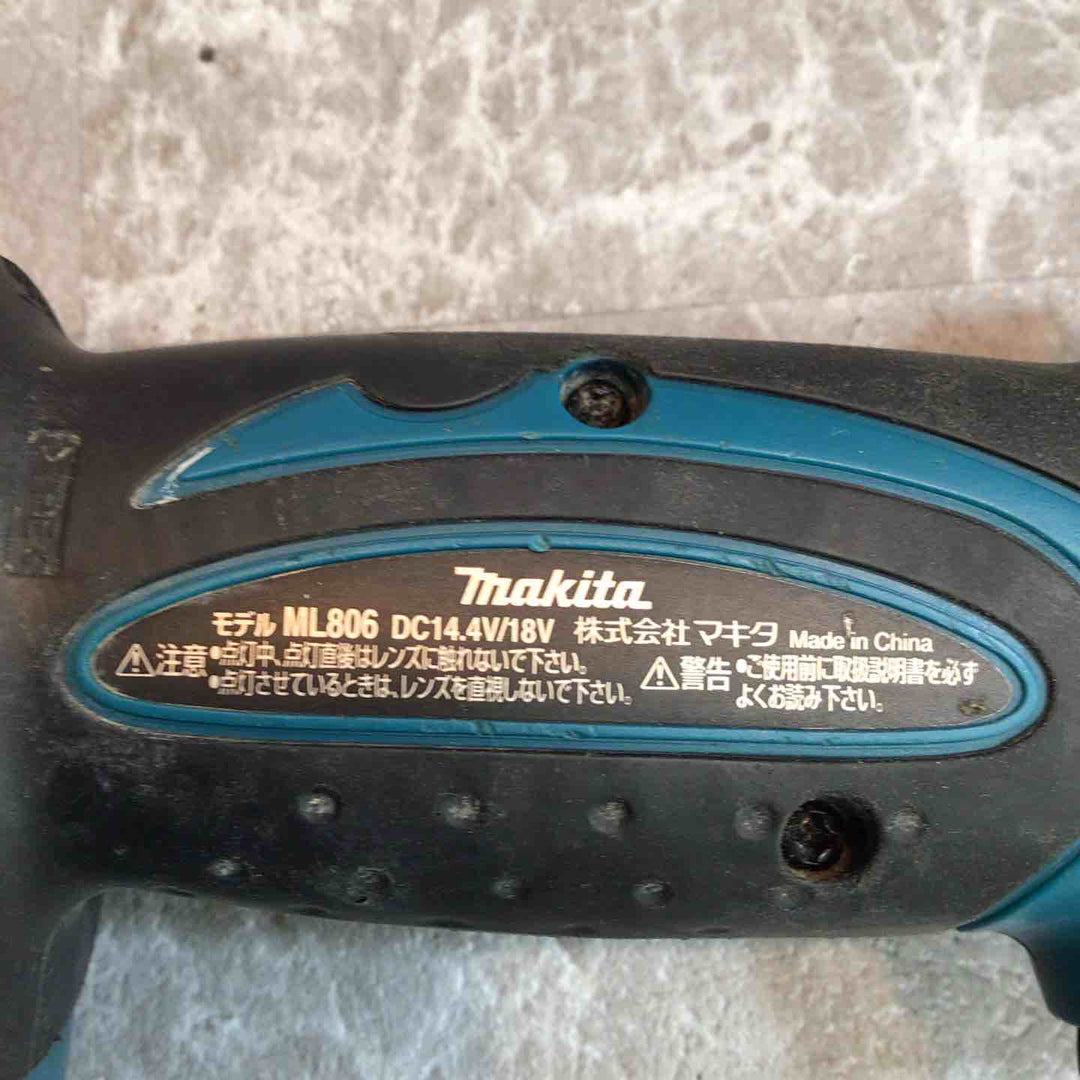 makita
モデル ML806 DC14.4V/18V 株式会社マキタ Made in China
⚠注意 •点灯中、点灯直後はレンズに触れないで下さい。
•点灯させているときは、レンズを直視しないで下さい。
⚠警告 •ご使用前に取扱説明書を必ず
よくお読み下さい。